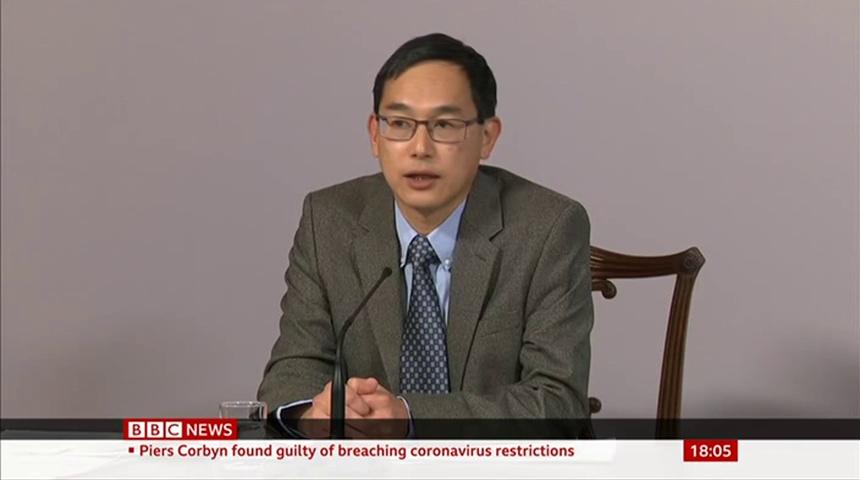 BBC NEWS
▪ Piers Corbyn found guilty of breaching coronavirus restrictions
18:05